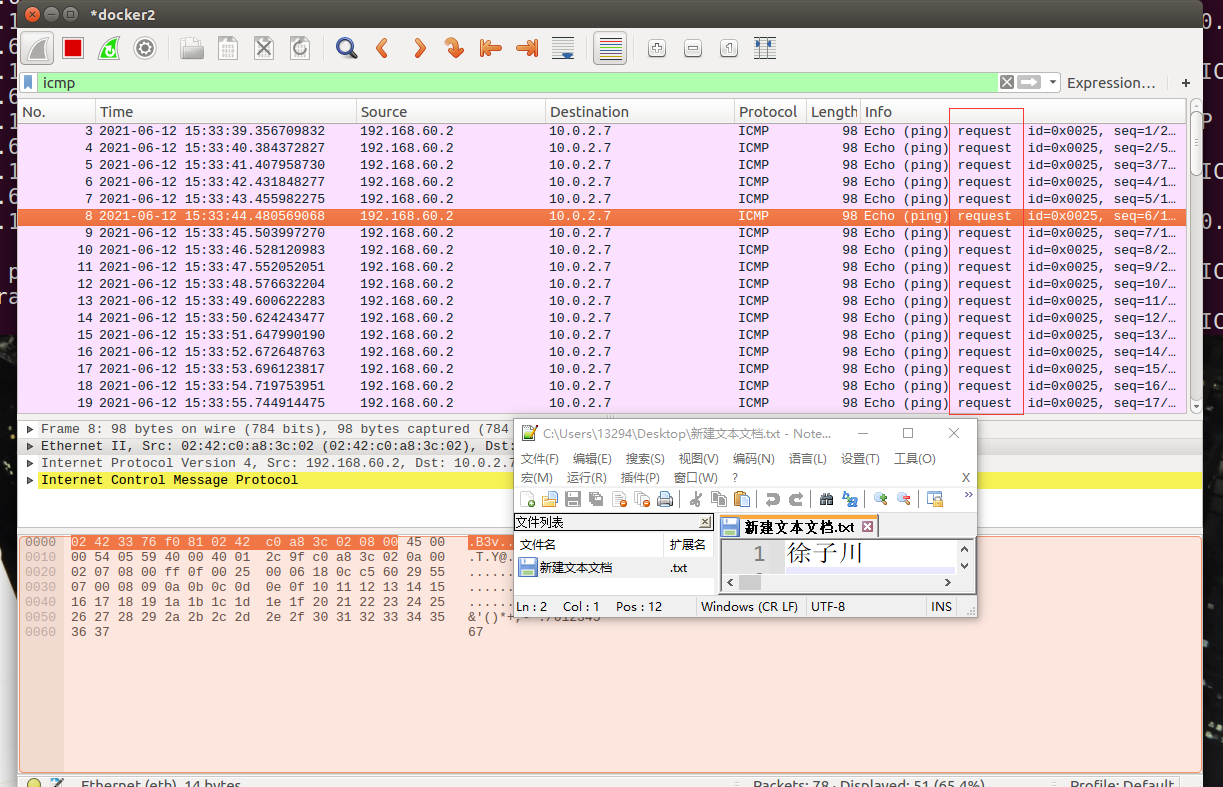 *docker2
icmp
Expression…
+
No. Time Source Destination Protocol Length Info
3 2021-06-12 15:33:39.356709832 192.168.60.2 10.0.2.7 ICMP 98 Echo (ping) request id=0x0025, seq=1/2…
4 2021-06-12 15:33:40.384372827 192.168.60.2 10.0.2.7 ICMP 98 Echo (ping) request id=0x0025, seq=2/5…
5 2021-06-12 15:33:41.407958730 192.168.60.2 10.0.2.7 ICMP 98 Echo (ping) request id=0x0025, seq=3/7…
6 2021-06-12 15:33:42.431848277 192.168.60.2 10.0.2.7 ICMP 98 Echo (ping) request id=0x0025, seq=4/1…
7 2021-06-12 15:33:43.455982275 192.168.60.2 10.0.2.7 ICMP 98 Echo (ping) request id=0x0025, seq=5/1…
8 2021-06-12 15:33:44.480569068 192.168.60.2 10.0.2.7 ICMP 98 Echo (ping) request id=0x0025, seq=6/1…
9 2021-06-12 15:33:45.503997270 192.168.60.2 10.0.2.7 ICMP 98 Echo (ping) request id=0x0025, seq=7/1…
10 2021-06-12 15:33:46.528120983 192.168.60.2 10.0.2.7 ICMP 98 Echo (ping) request id=0x0025, seq=8/2…
11 2021-06-12 15:33:47.552052051 192.168.60.2 10.0.2.7 ICMP 98 Echo (ping) request id=0x0025, seq=9/2…
12 2021-06-12 15:33:48.576632204 192.168.60.2 10.0.2.7 ICMP 98 Echo (ping) request id=0x0025, seq=10/…
13 2021-06-12 15:33:49.600622283 192.168.60.2 10.0.2.7 ICMP 98 Echo (ping) request id=0x0025, seq=11/…
14 2021-06-12 15:33:50.624243477 192.168.60.2 10.0.2.7 ICMP 98 Echo (ping) request id=0x0025, seq=12/…
15 2021-06-12 15:33:51.647990190 192.168.60.2 10.0.2.7 ICMP 98 Echo (ping) request id=0x0025, seq=13/…
16 2021-06-12 15:33:52.672648763 192.168.60.2 10.0.2.7 ICMP 98 Echo (ping) request id=0x0025, seq=14/…
17 2021-06-12 15:33:53.696123817 192.168.60.2 10.0.2.7 ICMP 98 Echo (ping) request id=0x0025, seq=15/…
18 2021-06-12 15:33:54.719753951 192.168.60.2 10.0.2.7 ICMP 98 Echo (ping) request id=0x0025, seq=16/…
19 2021-06-12 15:33:55.744914475 192.168.60.2 10.0.2.7 ICMP 98 Echo (ping) request id=0x0025, seq=17/…
Frame 8: 98 bytes on wire (784 bits), 98 bytes captured (784
Ethernet II, Src: 02:42:c0:a8:3c:02 (02:42:c0:a8:3c:02), Dst:
Internet Protocol Version 4, Src: 192.168.60.2, Dst: 10.0.2.7
Internet Control Message Protocol
0000 02 42 33 76 f0 81 02 42 c0 a8 3c 02 08 00 45 00 .B3v..
0010 00 54 05 59 40 00 40 01 2c 9f c0 a8 3c 02 0a 00 .T.Y@.
0020 02 07 08 00 ff 0f 00 25 00 06 18 0c c5 60 29 55 ......
0030 07 00 08 09 0a 0b 0c 0d 0e 0f 10 11 12 13 14 15 ......
0040 16 17 18 19 1a 1b 1c 1d 1e 1f 20 21 22 23 24 25 ......
0050 26 27 28 29 2a 2b 2c 2d 2e 2f 30 31 32 33 34 35 &'()*+,- ./012345
0060 36 37 67
C:\Users\13294\Desktop\新建文本文档.txt - Note...
文件(F) 编辑(E) 搜索(S) 视图(V) 编码(N) 语言(L) 设置(T) 工具(O)
宏(M) 运行(R) 插件(P) 窗口(W) ? X
文件列表
文件名 扩展名
新建文本文档 .txt
新建文本文档.txt
1 徐子川
Ln : 2 Col : 1 Pos : 12 Windows (CR LF) UTF-8 INS
Ethernet (eth), 14 bytes
Packets: 78 · Displayed: 51 (65.4%)
Profile: Default